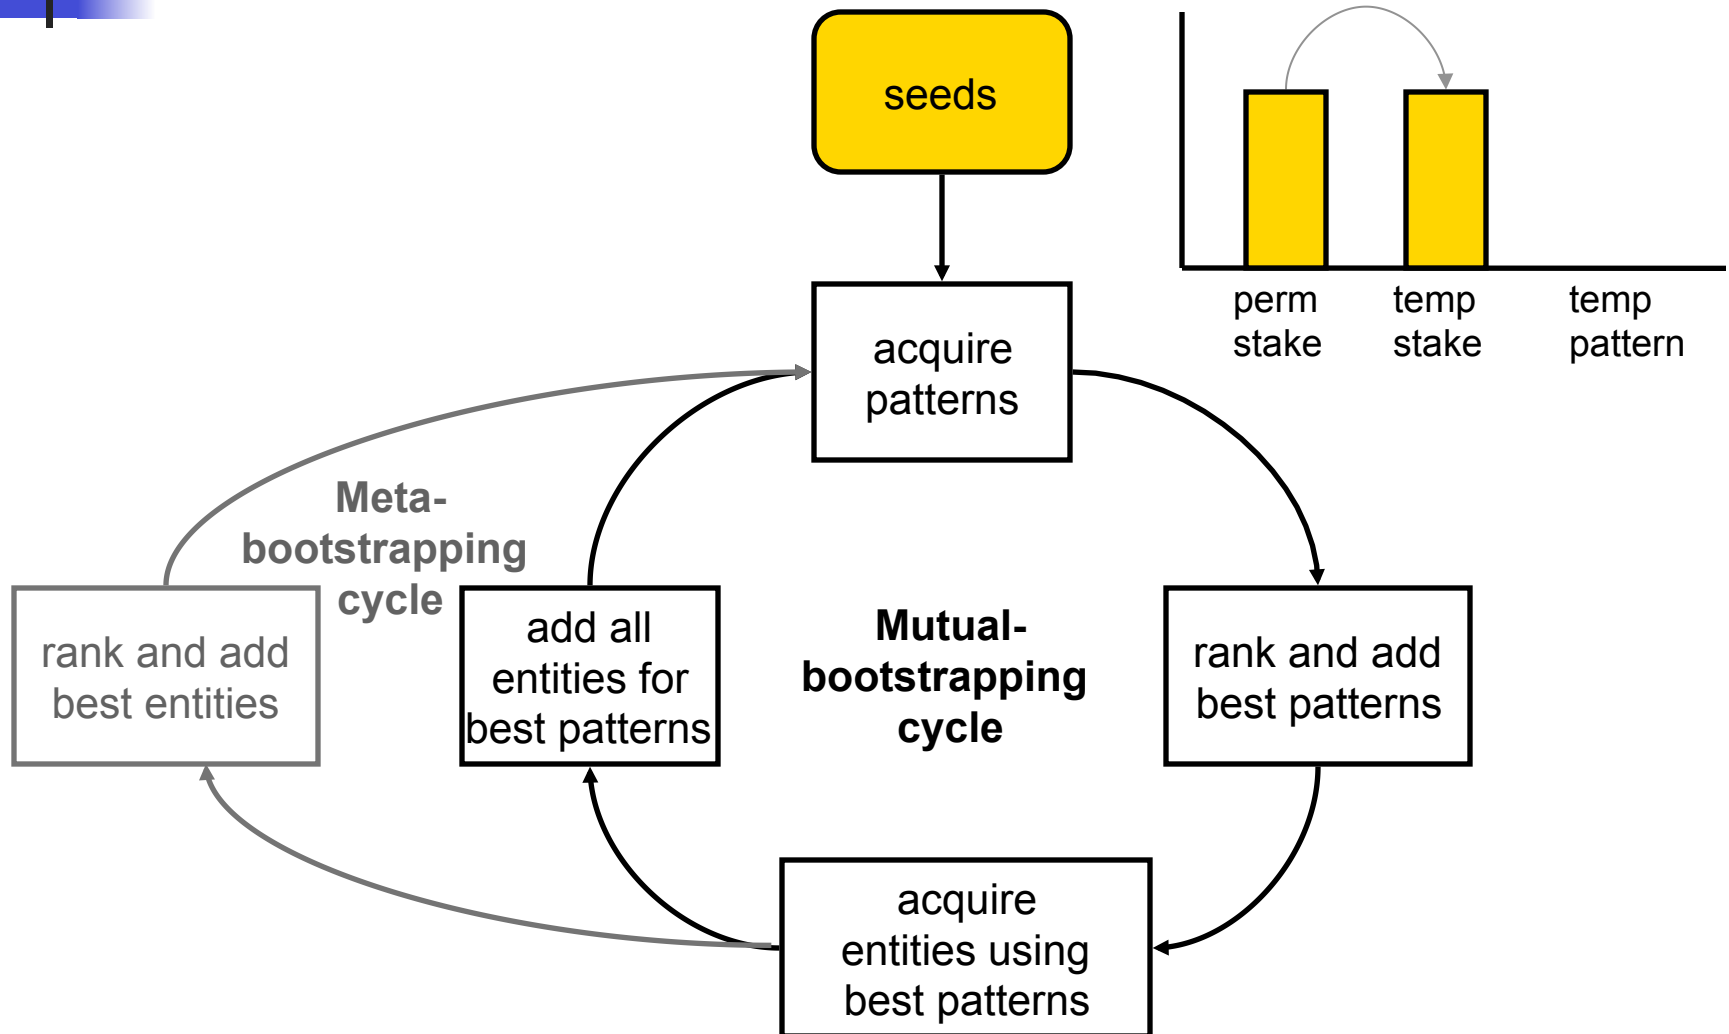 seeds
perm
stake
temp
stake
temp
pattern
acquire
patterns
Meta-
bootstrapping
cycle
rank and add
best entities
add all
entities for
best patterns
Mutual-
bootstrapping
cycle
rank and add
best patterns
acquire
entities using
best patterns